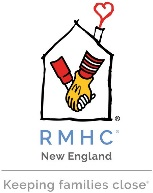 RMHC®
New England
Keeping families close®